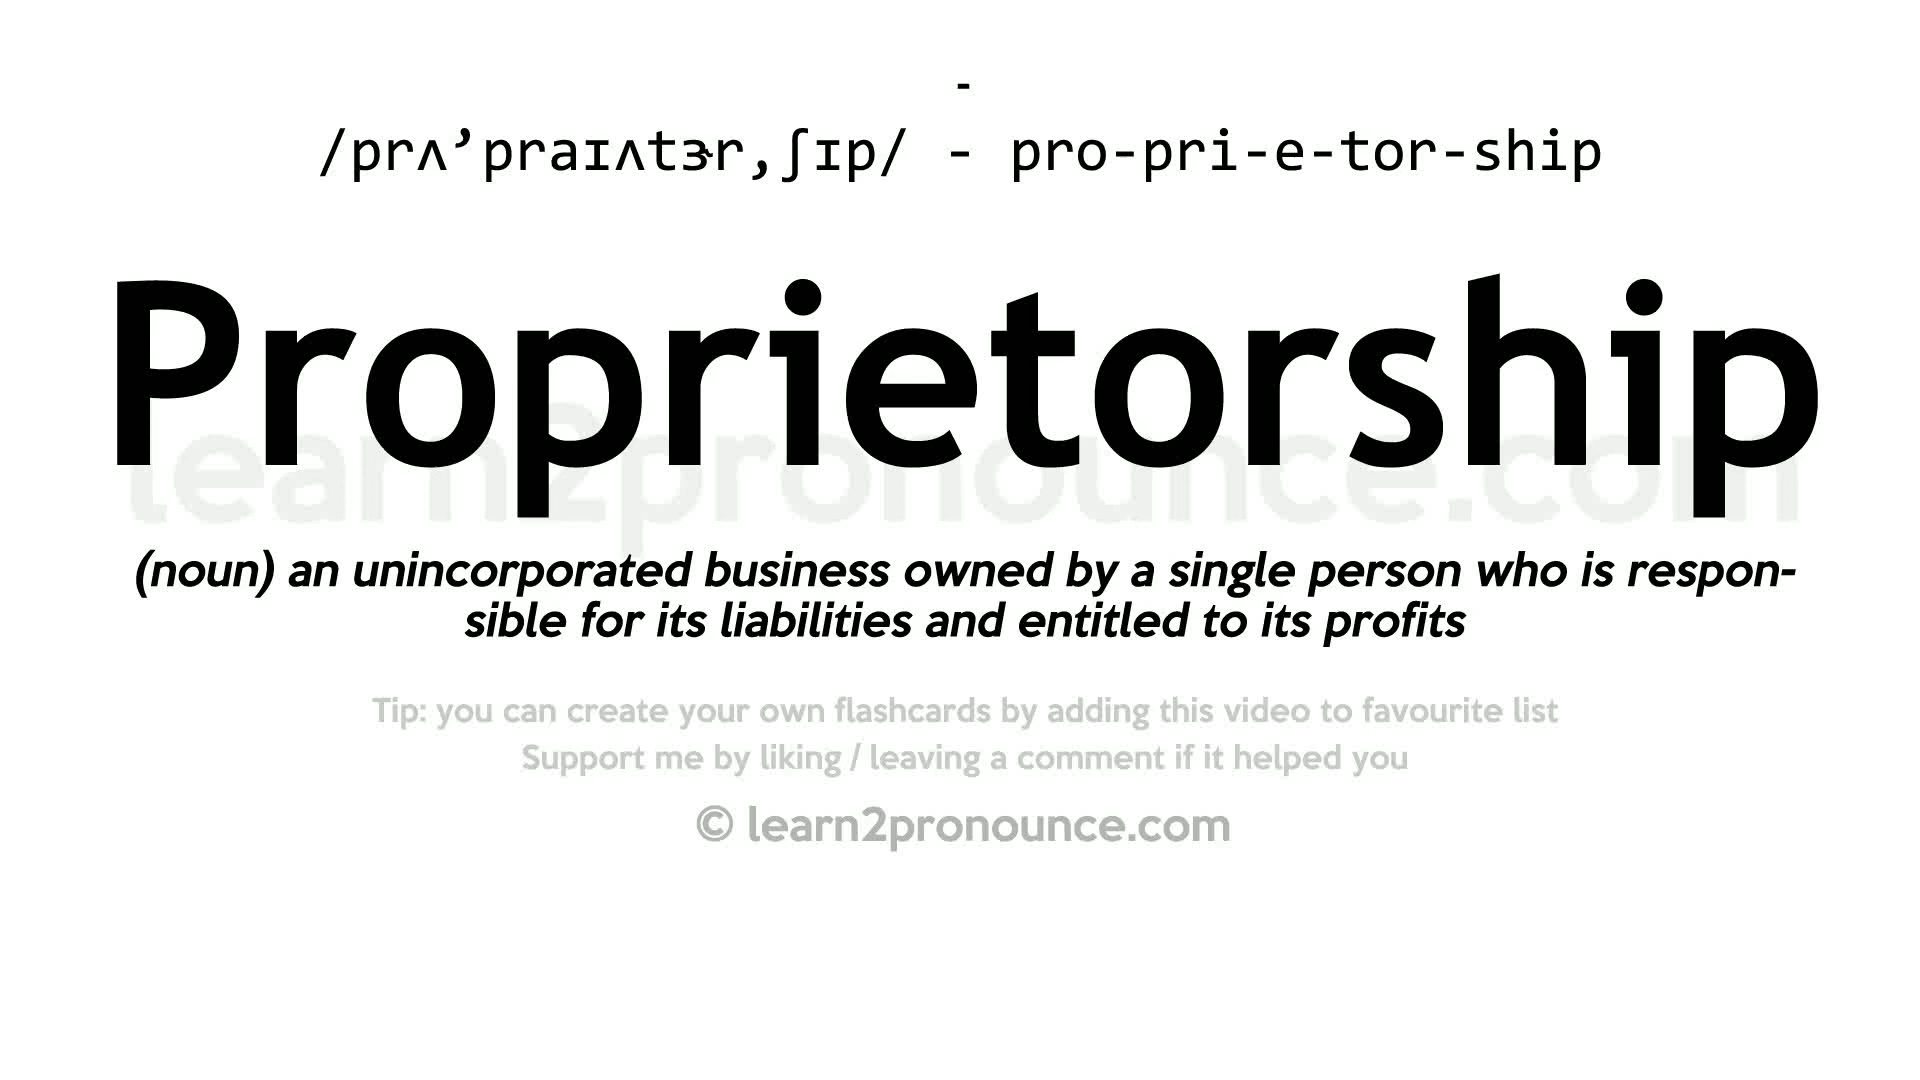 -
/prʌ’praɪʌtɝr,ʃɪp/ - pro-pri-e-tor-ship
Proprietorship
learn2pronounce.com
(noun) an unincorporated business owned by a single person who is respon-
sible for its liabilities and entitled to its profits
Tip: you can create your own flashcards by adding this video to favourite list
Support me by liking / leaving a comment if it helped you
© learn2pronounce.com